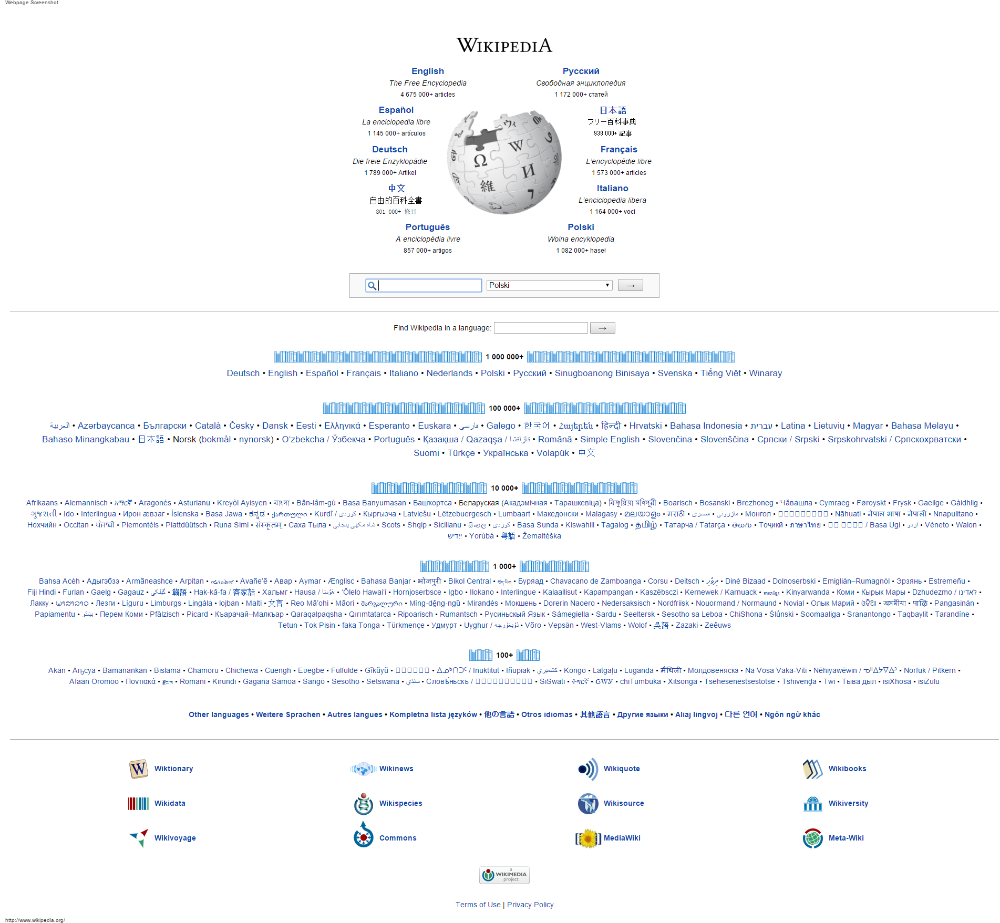 Webpage Screenshot
WIKIPEDIA
English
The Free Encyclopedia
4 675 000+ articles
Русский
Свободная энциклопедия
1 172 000+ статей
Español
La enciclopedia libre
1 145 000+ artículos
日本語
フリー百科事典
938 000+ 記事
Deutsch
Die freie Enzyklopädie
1 789 000+ Artikel
Français
L'encyclopédie libre
1 573 000+ articles
中文
自由的百科全書
801 000+ 條目
Italiano
L'enciclopedia libera
1 164 000+ voci
Português
A enciclopédia livre
857 000+ artigos
Polski
Wolna encyklopedia
1 082 000+ haseł
Ω W И 維
Polski →
Find Wikipedia in a language: →
1 000 000+
Deutsch • English • Español • Français • Italiano • Nederlands • Polski • Русский • Sinugboanong Binisaya • Svenska • Tiếng Việt • Winaray
100 000+
العربية • Azərbaycanca • Български • Català • Česky • Dansk • Eesti • Ελληνικά • Esperanto • Euskara • فارسی • Galego • 한국어 • Հայերեն • हिन्दी • Hrvatski • Bahasa Indonesia • עברית • Latina • Lietuvių • Magyar • Bahasa Melayu •
Bahaso Minangkabau • 日本語 • Norsk (bokmål • nynorsk) • Oʻzbekcha / Ўзбекча • Português • Қазақша / Qazaqşa / قازاقشا • Română • Simple English • Slovenčina • Slovenščina • Српски / Srpski • Srpskohrvatski / Српскохрватски •
Suomi • Türkçe • Українська • Volapük • 中文
10 000+
Afrikaans • Alemannisch • አማርኛ • Aragonés • Asturianu • Kreyòl Ayisyen • বাংলা • Bân-lâm-gú • Basa Banyumasan • Башҡортса • Беларуская (Акадэмічная • Тарашкевіца) • বিষ্ণুপ্রিয়া মণিপুরী • Boarisch • Bosanski • Brezhoneg • Чӑвашла • Cymraeg • Føroyskt • Frysk • Gaeilge • Gàidhlig •
ગુજરાતી • Ido • Interlingua • Ирон æвзаг • Íslenska • Basa Jawa • ಕನ್ನಡ • ქართული • Kurdî / كوردی • Кыргызча • Latviešu • Lëtzebuergesch • Lumbaart • Македонски • Malagasy • മലയാളം • मराठी • مصرى • مازِرونی • Монгол • • Nāhuatl • नेपाल भाषा • नेपाली • Nnapulitano •
Нохчийн • Occitan • ਪੰਜਾਬੀ • Piemontèis • Plattdüütsch • Runa Simi • संस्कृतम् • Саха Тыла • شاہ مکھی پنجابی • Scots • Shqip • Sicilianu • සිංහල • کوردی • Basa Sunda • Kiswahili • Tagalog • தமிழ் • Татарча / Tatarça • తెలుగు • Тоҷикӣ • ภาษาไทย • / Basa Ugi • اردو • Vèneto • Walon •
ייִדיש • Yorùbá • 粵語 • Žemaitėška
1 000+
Bahsa Acèh • Адыгэбзэ • Armãneashce • Arpitan • ܐܬܘܪܝܐ • Avañe'ẽ • Авар • Aymar • Ænglisc • Bahasa Banjar • भोजपुरी • Bikol Central • བོད་ཡིག • Буряад • Chavacano de Zamboanga • Corsu • Deitsch • ދިވެހި • Diné Bizaad • Dolnoserbski • Emigliàn–Rumagnòl • Эрзянь • Estremeñu •
Fiji Hindi • Furlan • Gaelg • Gagauz • گیلکی • 贛語 • Hak-kâ-fa / 客家話 • Хальмг • Hausa / هَوُسَا • ʻŌlelo Hawaiʻi • Hornjoserbsce • Igbo • Ilokano • Interlingue • Kalaallisut • Kapampangan • Kaszëbsczi • Kernewek / Karnuack • ភាសាខ្មែរ • Kinyarwanda • Коми • Кырык Мары • Dzhudezmo / לאדינו •
Лакку • ພາສາລາວ • Лезги • Líguru • Limburgs • Lingála • lojban • Malti • 文言 • Reo Mā'ohi • Māori • მარგალური • Mìng-dĕ̤ng-ngṳ̄ • Mirandés • Мокшень • Dorerin Naoero • Nedersaksisch • Nordfriisk • Nouormand / Normaund • Novial • Олык Марий • ଓଡିଆ • অসমীয্য • पाळि • Pangasinán •
Papiamentu • پښتو • Перем Коми • Pfälzisch • Picard • Къарачай–Малкъар • Qaraqalpaqsha • Qırımtatarca • Ripoarisch • Rumantsch • Русиньскый Язык • Sámegiella • Sardu • Seeltersk • Sesotho sa Leboa • ChiShona • Ślůnski • Soomaaliga • Sranantongo • Taqbaylit • Tarandíne •
Tetun • Tok Pisin • faka Tonga • Türkmençe • Удмурт • Uyghur / ئۇيغۇرچه • Võro • Vepsän • West-Vlams • Wolof • 吳語 • Zazaki • Zeêuws
100+
Akan • Аҧсуа • Bamanankan • Bislama • Chamoru • Chichewa • Cuengh • Eʋegbe • Fulfulde • Gĩkũyũ • • ᐃᓄᒃᑎᑐᑦ / Inuktitut • Iñupiak • كشميري • Kongo • Latgaļu • Luganda • मैथिली • Молдовеняскэ • Na Vosa Vaka-Viti • Nēhiyawēwin / ᓀᐦᐃᔭᐍᐏᐣ • Norfuk / Pitkern •
Afaan Oromoo • Ποντιακά • རྫོང་ཁ • Romani • Kirundi • Gagana Sāmoa • Sängö • Sesotho • Setswana • سنڌي • Словѣ́ньскъ / • SiSwati • ትግርኛ • ᏣᎳᎩ • chiTumbuka • Xitsonga • Tsėhesenėstsestotse • Tshivenḓa • Twi • Тыва дыл • isiXhosa • isiZulu
Other languages • Weitere Sprachen • Autres langues • Kompletna lista języków • 他の言語 • Otros idiomas • 其他語言 • Другие языки • Aliaj lingvoj • 다른 언어 • Ngôn ngữ khác
W Wiktionary Wikinews Wikiquote Wikibooks
Wikidata Wikispecies Wikisource Wikiversity
Wikivoyage Commons MediaWiki Meta-Wiki
a WIKIMEDIA project
Terms of Use | Privacy Policy
http://www.wikipedia.org/